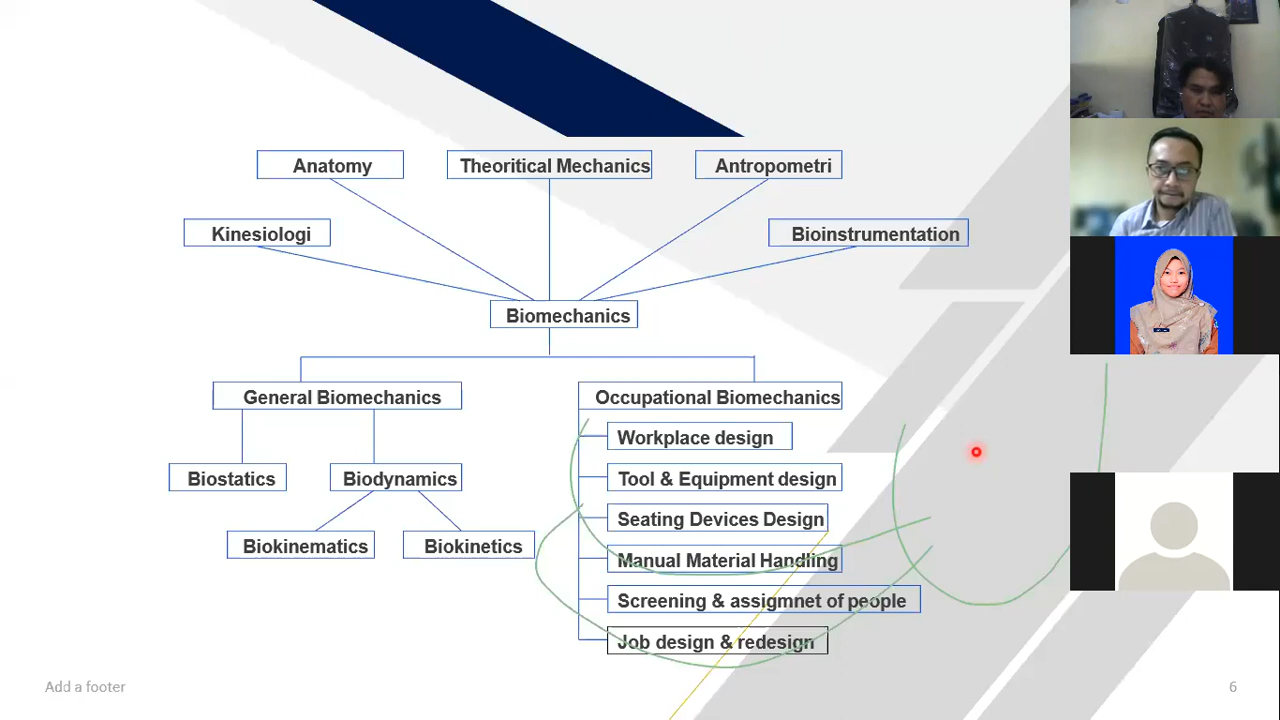 Anatomy
Theoritical Mechanics
Antropometri
Kinesiologi
Bioinstrumentation
Biomechanics
General Biomechanics
Occupational Biomechanics
Workplace design
Biostatics
Biodynamics
Tool & Equipment design
Seating Devices Design
Biokinematics
Biokinetics
Manual Material Handling
Screening & assigmnet of people
Job design & redesign
Add a footer
6